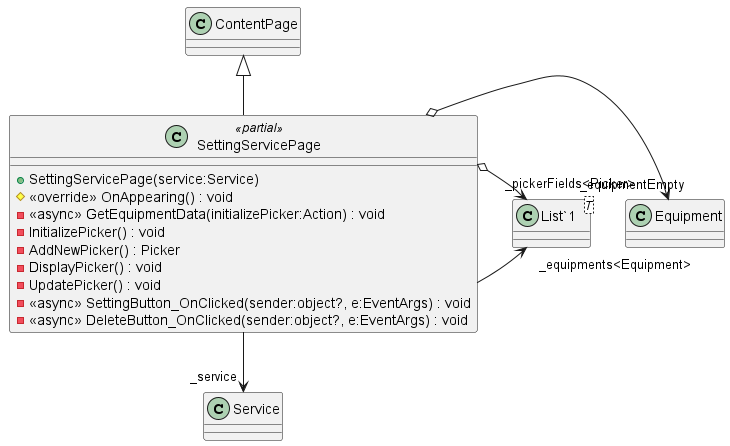 C ContentPage
«partial»
C SettingServicePage
SettingServicePage(service:Service)
«override» OnAppearing() : void
«async» GetEquipmentData(initializePicker:Action) : void
InitializePicker() : void
AddNewPicker() : Picker
DisplayPicker() : void
UpdatePicker() : void
«async» SettingButton_OnClicked(sender:object?, e:EventArgs) : void
«async» DeleteButton_OnClicked(sender:object?, e:EventArgs) : void
_pickerFields<Picker>
_equipmentEmpty
C List`1
T
C Equipment
_equipments<Equipment>
_service
C Service